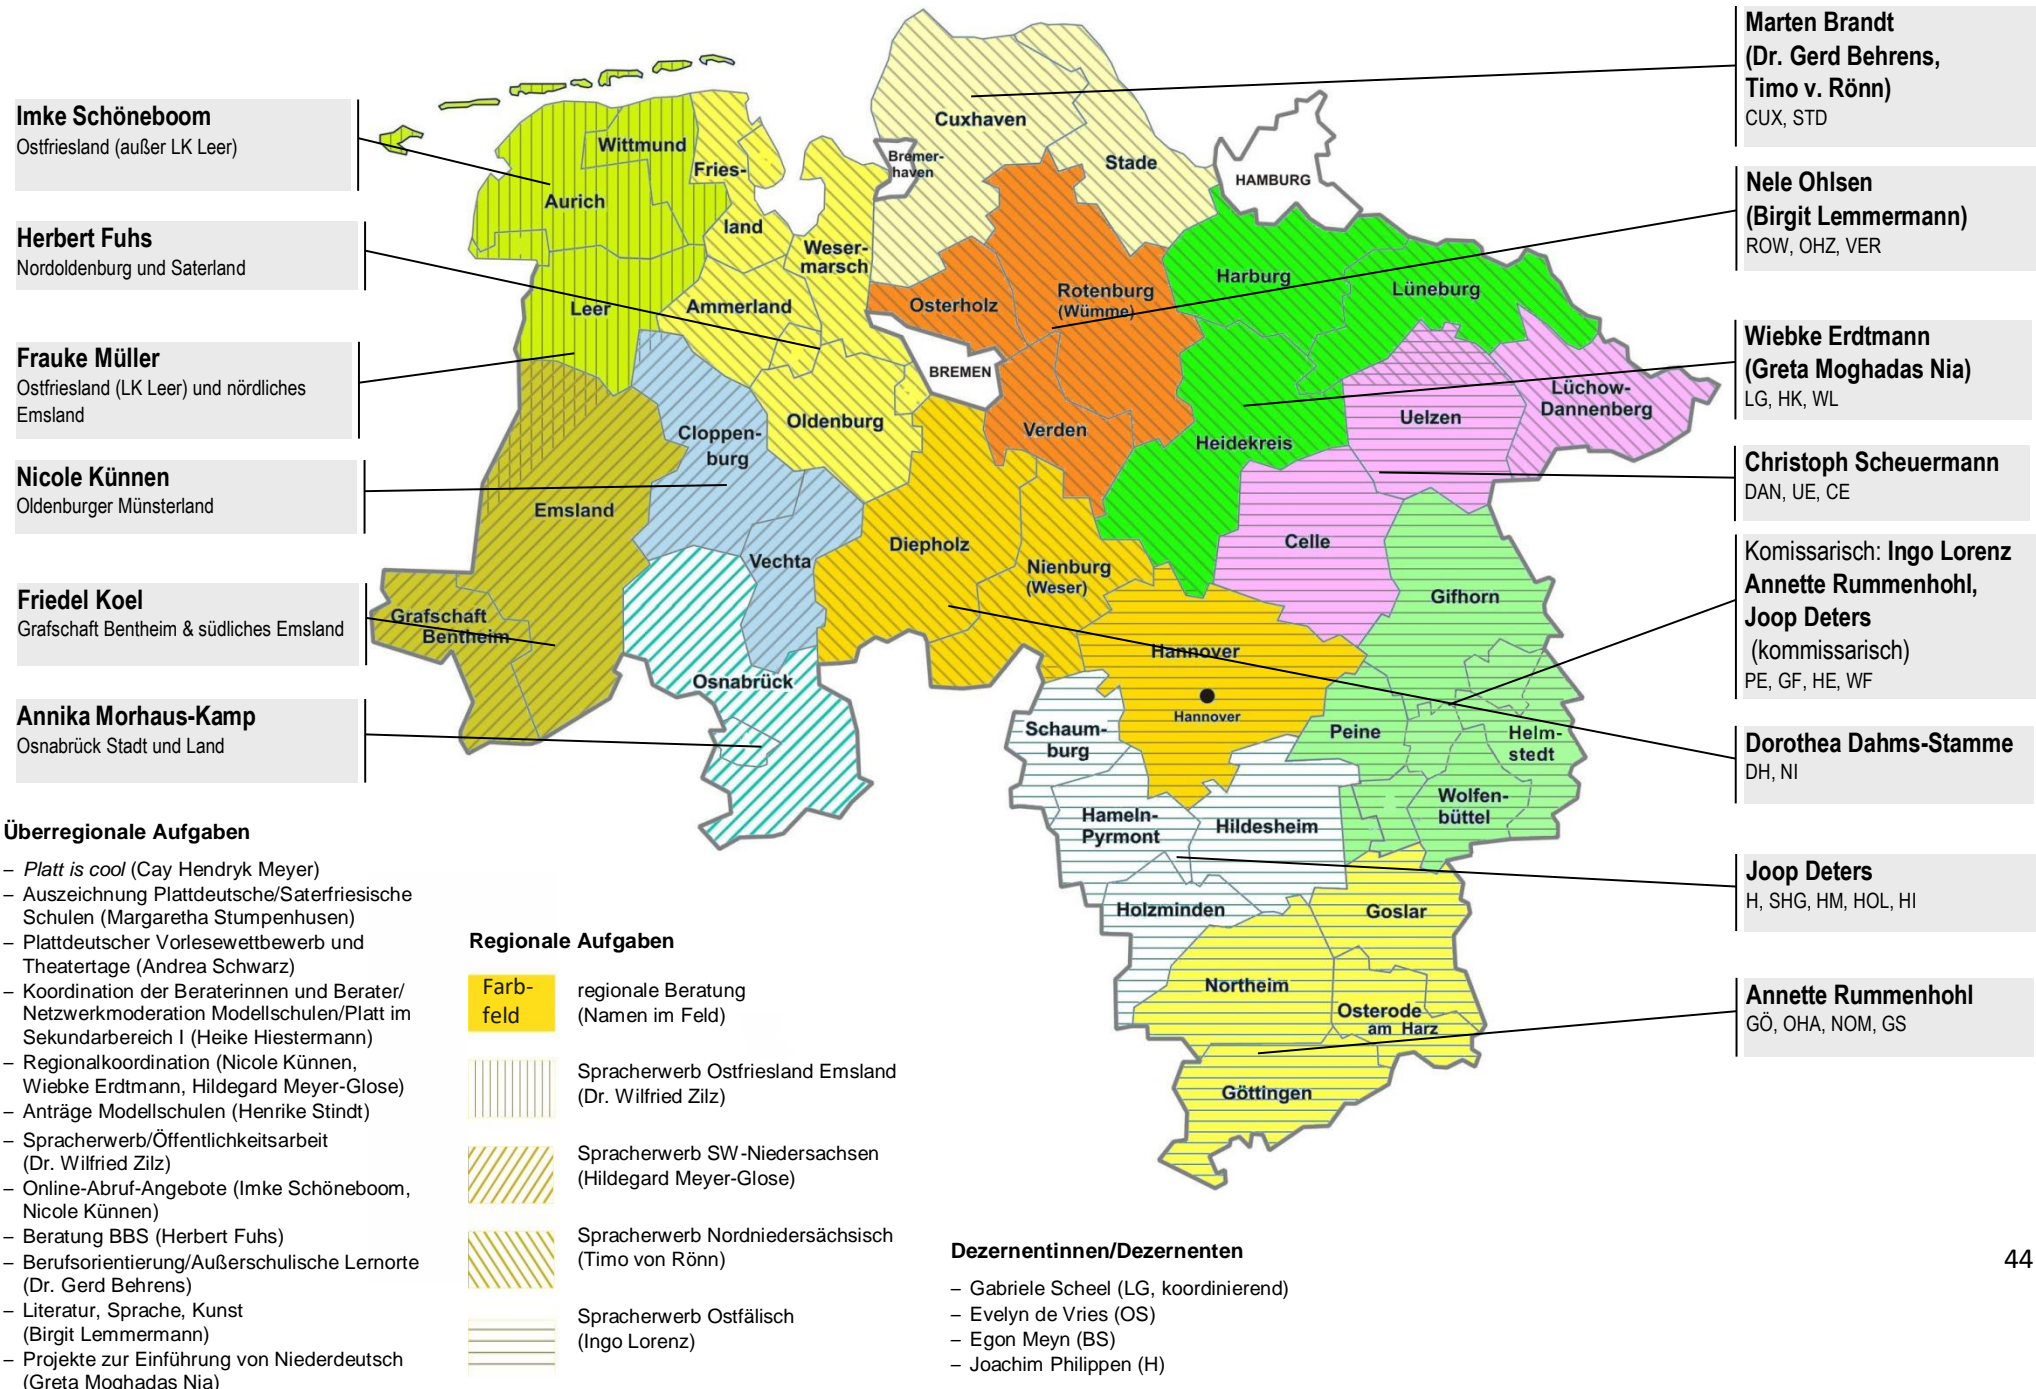 Imke Schöneboom
Ostfriesland (außer LK Leer)
Herbert Fuhs
Nordoldenburg und Saterland
Frauke Müller
Ostfriesland (LK Leer) und nördliches
Emsland
Nicole Künnen
Oldenburger Münsterland
Friedel Koel
Grafschaft Bentheim & südliches Emsland
Annika Morhaus-Kamp
Osnabrück Stadt und Land
Cuxhaven
Wittmund
Bremer-
haven
Stade
Fries-
HAMBURG
Aurich
land
Weser-
marsch
Harburg
Lüneburg
Rotenburg
(Wümme)
Osterholz
Ammerland
Leer
BREMEN
Lüchow-
Dannenberg
Uelzen
Oldenburg
Verden
Cloppen-
burg
Heidekreis
Emsland
Celle
Diepholz
Vechta
Nienburg
(Weser)
Gifhorn
Grafschaft
Bentheim
Hannover
Osnabrück
Hannover
Schaum-
burg
Peine
Helm-
stedt
Wolfen-
büttel
Hameln-
Pyrmont
Hildesheim
Holzminden
Goslar
Northeim
Osterode
am Harz
Göttingen
Marten Brandt
(Dr. Gerd Behrens,
Timo v. Rönn)
CUX, STD
Nele Ohlsen
(Birgit Lemmermann)
ROW, OHZ, VER
Wiebke Erdtmann
(Greta Moghadas Nia)
LG, HK, WL
Christoph Scheuermann
DAN, UE, CE
Komissarisch: Ingo Lorenz
Annette Rummenhohl,
Joop Deters
(kommissarisch)
PE, GF, HE, WF
Dorothea Dahms-Stamme
DH, NI
Joop Deters
H, SHG, HM, HOL, HI
Annette Rummenhohl
GÖ, OHA, NOM, GS
Überregionale Aufgaben
– Platt is cool (Cay Hendryk Meyer)
– Auszeichnung Plattdeutsche/Saterfriesische
Schulen (Margaretha Stumpenhusen)
– Plattdeutscher Vorlesewettbewerb und
Theatertage (Andrea Schwarz)
– Koordination der Beraterinnen und Berater/
Netzwerkmoderation Modellschulen/Platt im
Sekundarbereich I (Heike Hiestermann)
– Regionalkoordination (Nicole Künnen,
Wiebke Erdtmann, Hildegard Meyer-Glose)
– Anträge Modellschulen (Henrike Stindt)
– Spracherwerb/Öffentlichkeitsarbeit
(Dr. Wilfried Zilz)
– Online-Abruf-Angebote (Imke Schöneboom,
Nicole Künnen)
– Beratung BBS (Herbert Fuhs)
– Berufsorientierung/Außerschulische Lernorte
(Dr. Gerd Behrens)
– Literatur, Sprache, Kunst
(Birgit Lemmermann)
– Projekte zur Einführung von Niederdeutsch
(Greta Moghadas Nia)
Regionale Aufgaben
Farb-
feld
regionale Beratung
(Namen im Feld)
Spracherwerb Ostfriesland Emsland
(Dr. Wilfried Zilz)
Spracherwerb SW-Niedersachsen
(Hildegard Meyer-Glose)
Spracherwerb Nordniedersächsisch
(Timo von Rönn)
Spracherwerb Ostfälisch
(Ingo Lorenz)
Dezernentinnen/Dezernenten
– Gabriele Scheel (LG, koordinierend)
– Evelyn de Vries (OS)
– Egon Meyn (BS)
– Joachim Philippen (H)
44